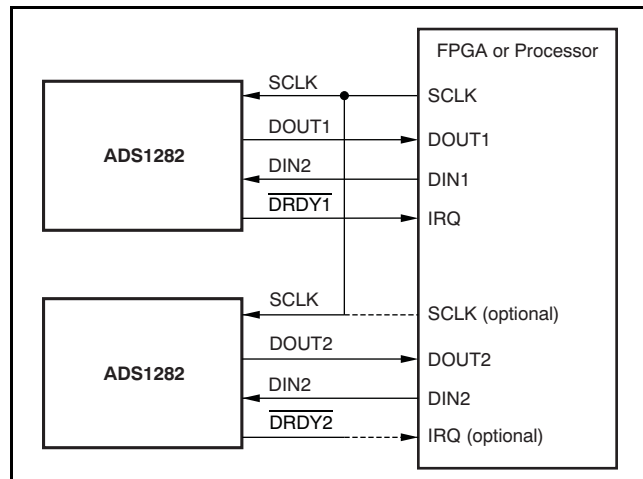 FPGA or Processor
SCLK
SCLK
DOUT1
DOUT1
ADS1282
DIN2
DIN1
DRDY1
IRQ
SCLK
SCLK (optional)
DOUT2
DOUT2
ADS1282
DIN2
DIN2
DRDY2
IRQ (optional)